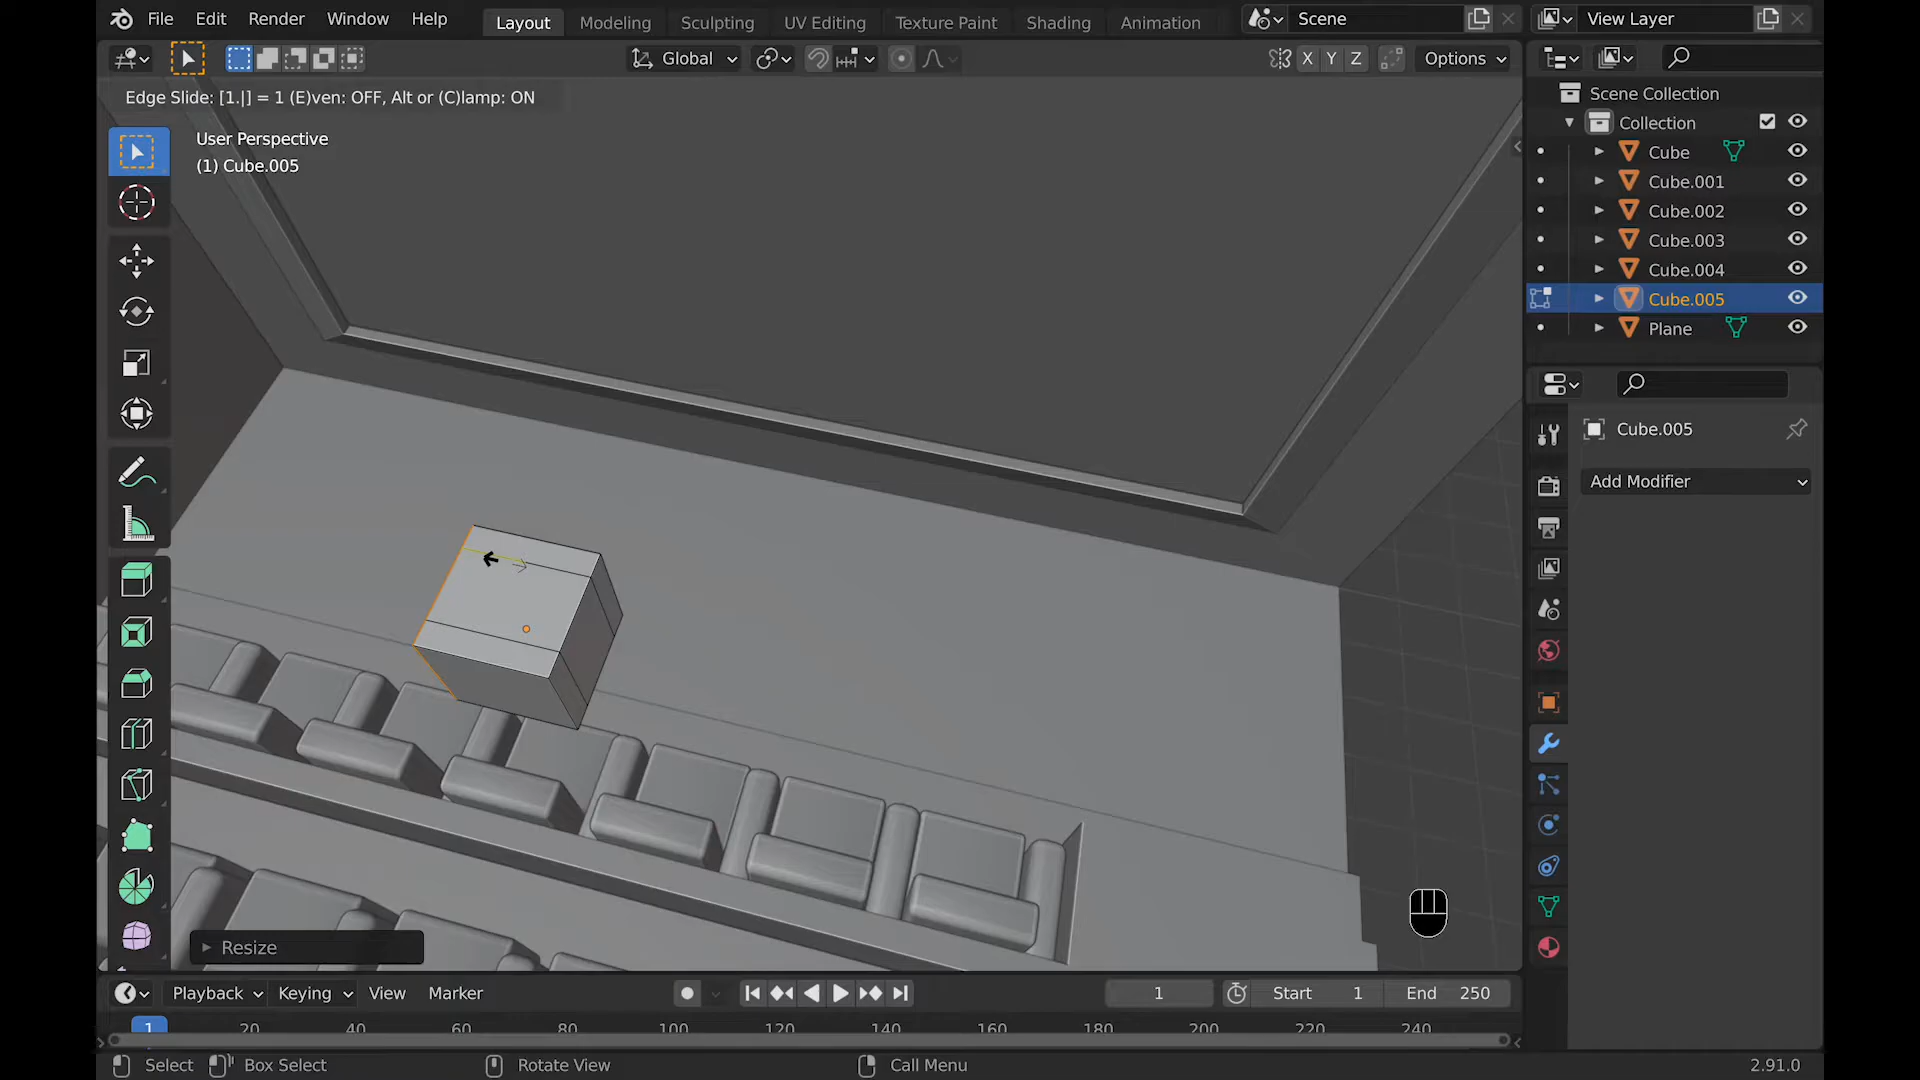 File Edit Render Window Help
Layout Modeling Sculpting UV Editing Texture Paint Shading Animation
Scene
View Layer
Global
X Y Z
Options
Edge Slide: [1.|] = 1 (E)ven: OFF, Alt or (C)lamp: ON
User Perspective
(1) Cube.005
Scene Collection
Collection
Cube
Cube.001
Cube.002
Cube.003
Cube.004
Cube.005
Plane
Cube.005
Add Modifier
Resize
Playback Keying View Marker
1
Start 1
End 250
1 20 40 60 80 100 120 140 160 180 200 220 240
Select Box Select Rotate View Call Menu 2.91.0